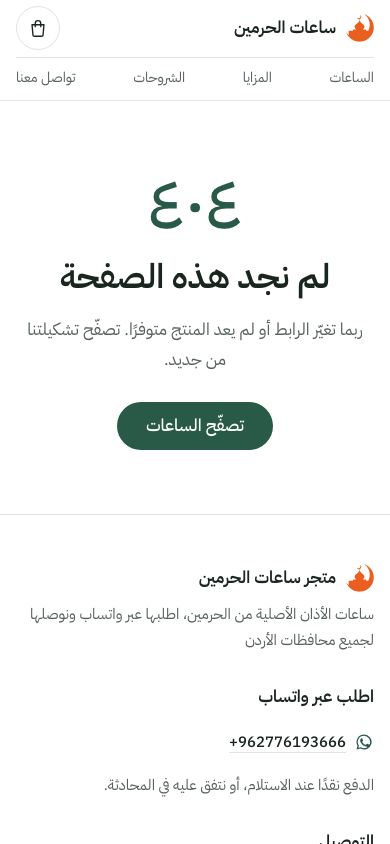 ساعات الحرمين
الساعات
المزايا
الشروحات
تواصل معنا
٤٠٤
لم نجد هذه الصفحة
ربما تغيّر الرابط أو لم يعد المنتج متوفرًا. تصفّح تشكيلتنا
من جديد.
تصفّح الساعات
متجر ساعات الحرمين
ساعات الأذان الأصلية من الحرمين، اطلبها عبر واتساب ونوصلها
لجميع محافظات الأردن
اطلب عبر واتساب
+962776193666
الدفع نقدًا عند الاستلام، أو نتفق عليه في المحادثة.
التوصيل